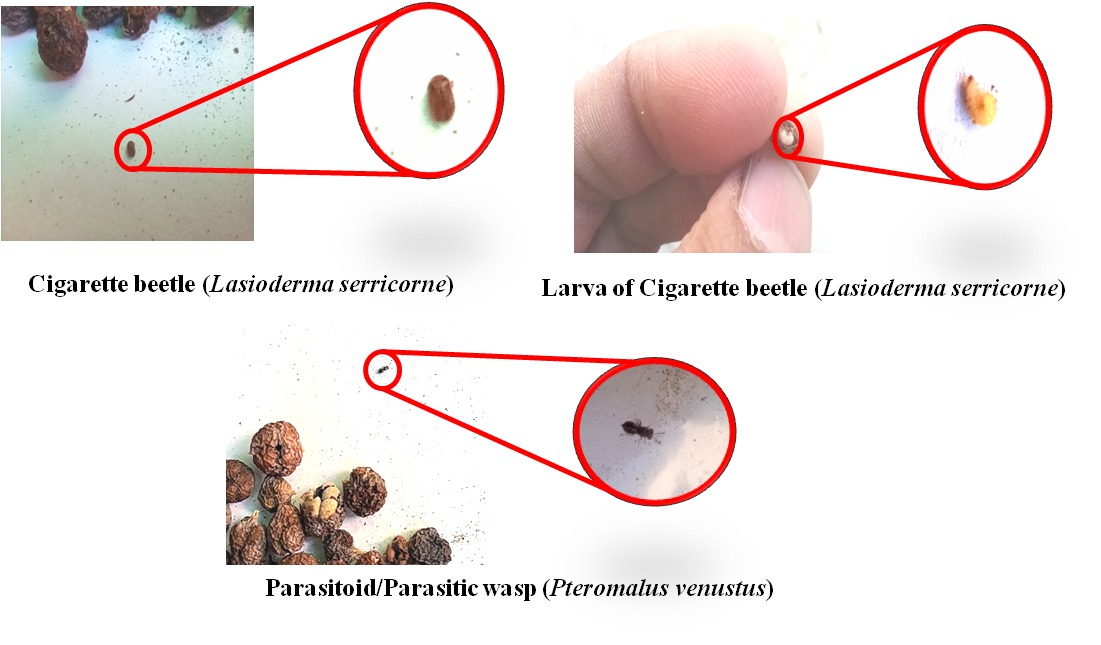 Cigarette beetle (Lasioderma serricorne)
Larva of Cigarette beetle (Lasioderma serricorne)
Parasitoid/Parasitic wasp (Pteromalus venustus)